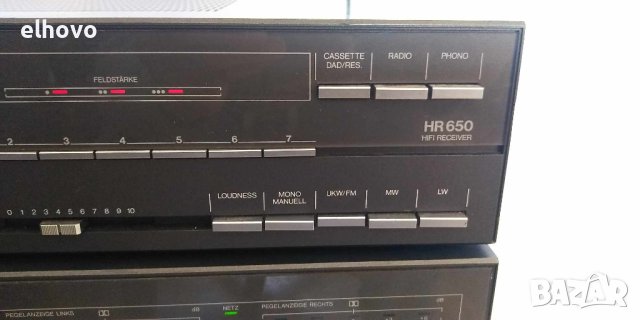 elhovo
CASSETTE
DAD/RES.
RADIO
PHONO
FELDSTÄRKE
HR 650
HIFI RECEIVER
2 3 4 5 6 7
LOUDNESS
MONO
MANUELL
UKW/FM
MW
LW
0 1 2 3 4 5 6 7 8 9 10
PEGELANZEIGE LINKS
dB
NETZ
PEGELANZEIGE RECHTS
dB
BAZAR